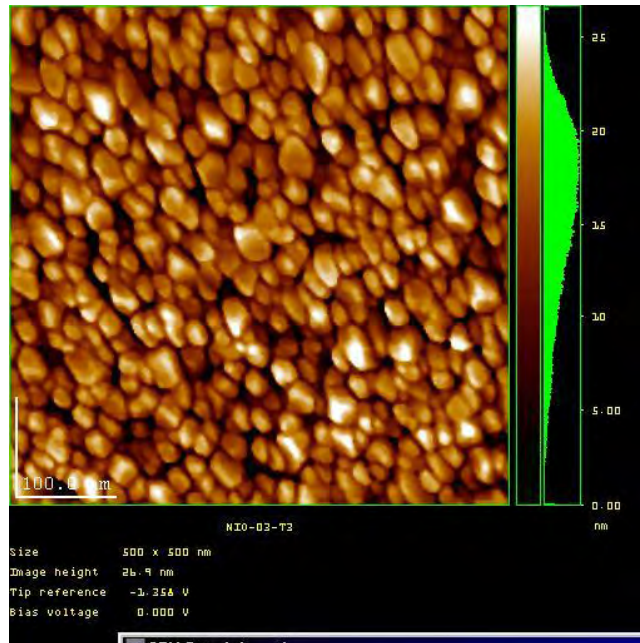 25
20
15
10
5.00
0.00
100.0 nm
NIO-03-T3 nm
Size 500 x 500 nm
Image height 26.9 nm
Tip reference -1.358 V
Bias voltage 0.000 V